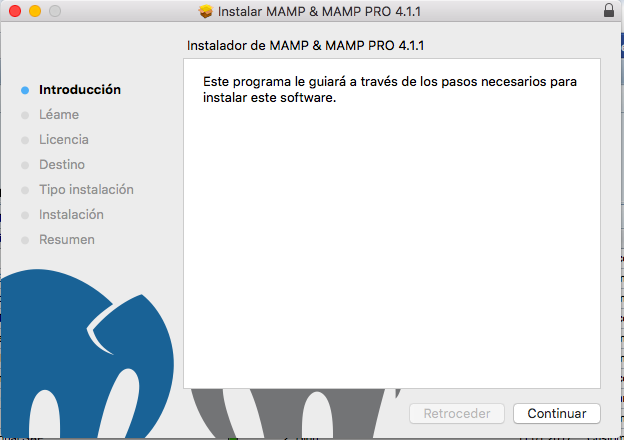 Instalar MAMP & MAMP PRO 4.1.1
Instalador de MAMP & MAMP PRO 4.1.1
Introducción
Léame
Licencia
Destino
Tipo instalación
Instalación
Resumen
Este programa le guiará a través de los pasos necesarios para
instalar este software.
Retroceder
Continuar